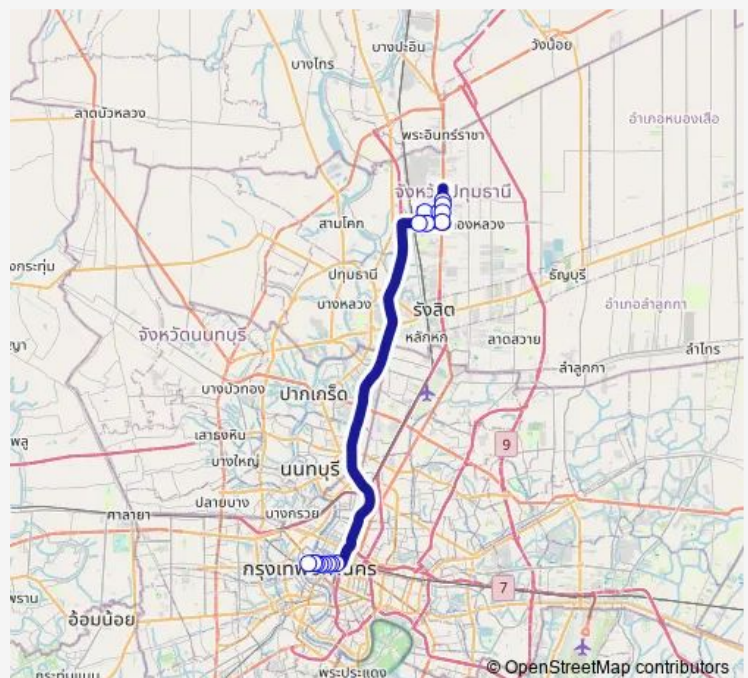 บางปะอิน
วังน้อย
บางไทร
ลาดบัวหลวง
อำเภอหนองเสือ
พระอินทร์ราชา
สามโคก
ปทุมธานี
ธัญบุรี
บางหลวง
รังสิต
อำเภอลำลูกกา
จังหวัดนนทบุรี
หลักหก
ลาดสวาย
ลำไทร
ลำลูกกา
บางบัวทอง
ปากเกร็ด
เสาธงหิน
บางใหญ่
9
นนทบุรี
ปลายบาง
บางกรวย
ศาลายา
7
อ้อมน้อย
พระประแดง
© OpenStreetMap contributors